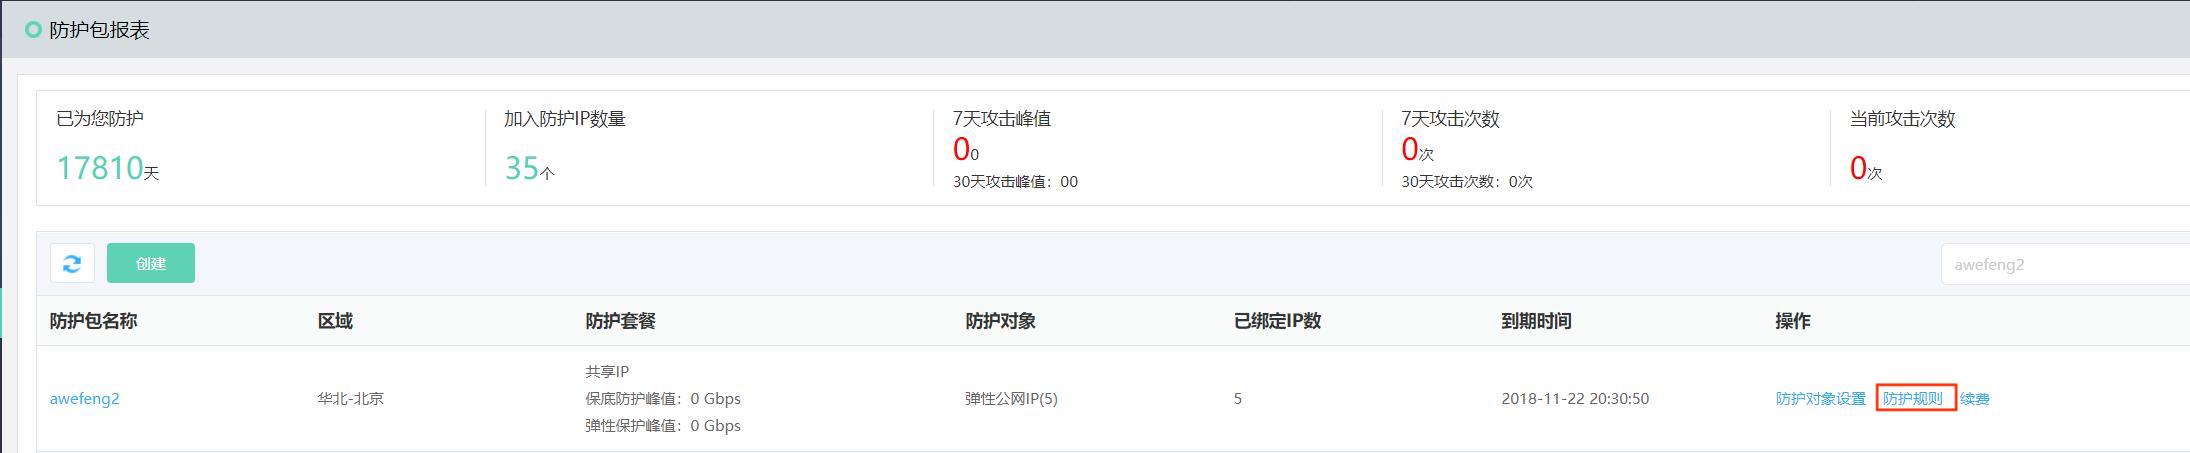 防护包报表
已为您防护
17810天
加入防护IP数量
35个
7天攻击峰值
00
30天攻击峰值：00
7天攻击次数
0次
30天攻击次数：0次
当前攻击次数
0次
创建
awefeng2
防护包名称 区域 防护套餐 防护对象 已绑定IP数 到期时间 操作
awefeng2
华北-北京
共享IP
保底防护峰值：0 Gbps
弹性保护峰值：0 Gbps
弹性公网IP(5)
5
2018-11-22 20:30:50
防护对象设置 防护规则 续费